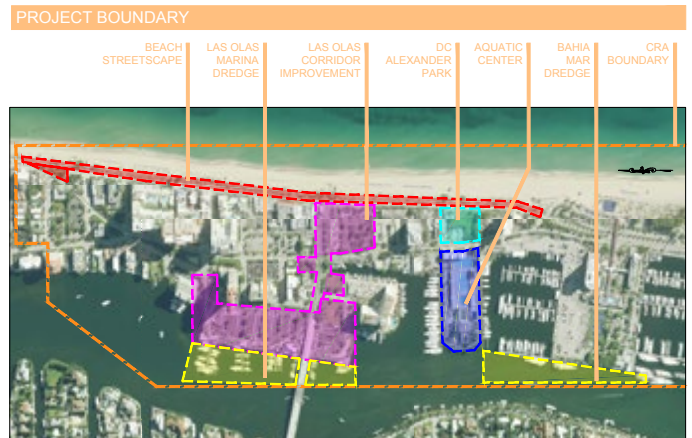 PROJECT BOUNDARY
BEACH
STREETSCAPE
LAS OLAS
MARINA
DREDGE
LAS OLAS
CORRIDOR
IMPROVEMENT
DC
ALEXANDER
PARK
AQUATIC
CENTER
BAHIA
MAR
DREDGE
CRA
BOUNDARY